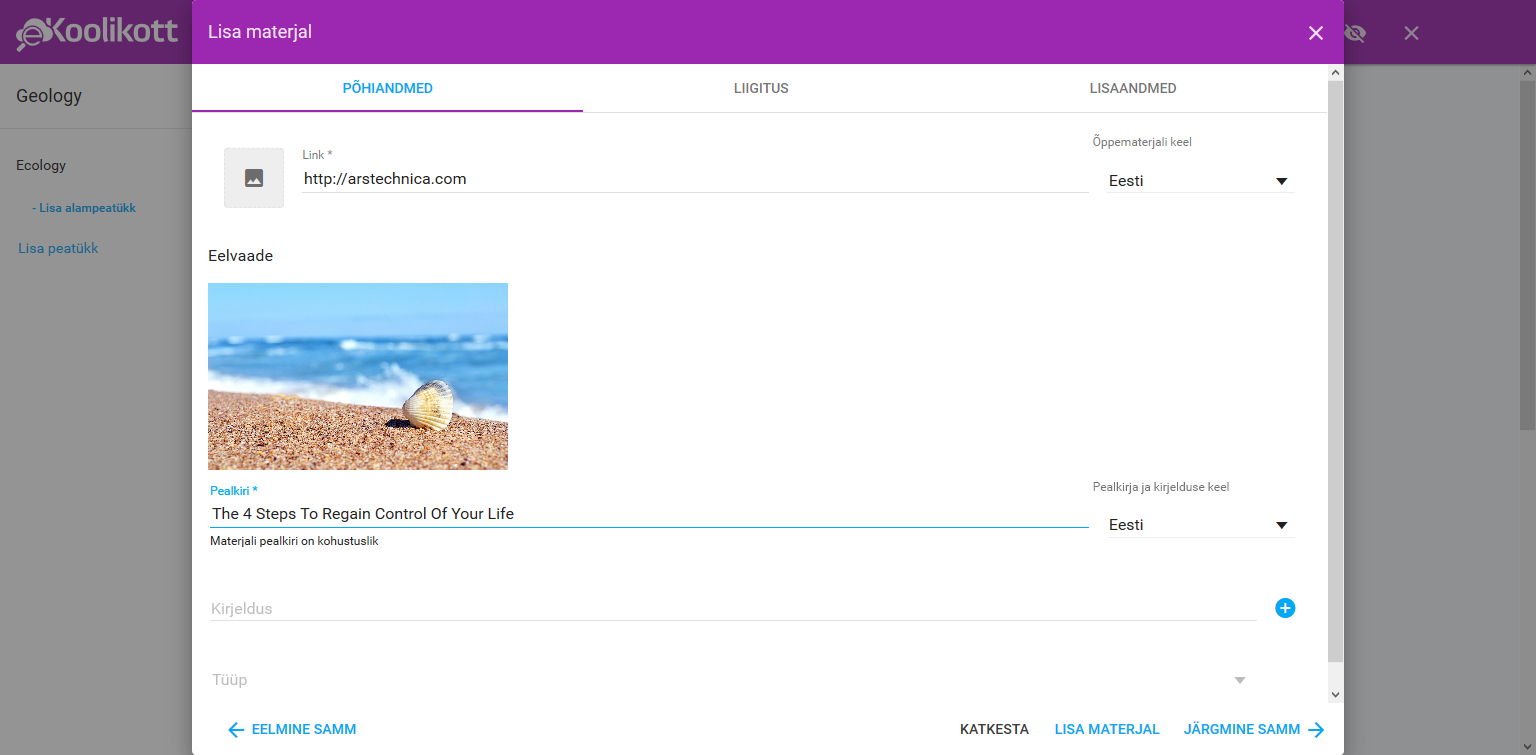 eKoolikott
Lisa materjal
Geology
Ecology
- Lisa alampeatükk
Lisa peatükk
PÕHIANDMED
LIIGITUS
LISAANDMED
Link *
http://arstechnica.com
Õppematerjali keel
Eesti
Eelvaade
Pealkiri *
The 4 Steps To Regain Control Of Your Life
Materjali pealkiri on kohustuslik
Pealkirja ja kirjelduse keel
Eesti
Kirjeldus
Tüüp
EELMINE SAMM
KATKESTA
LISA MATERJAL
JÄRGMINE SAMM